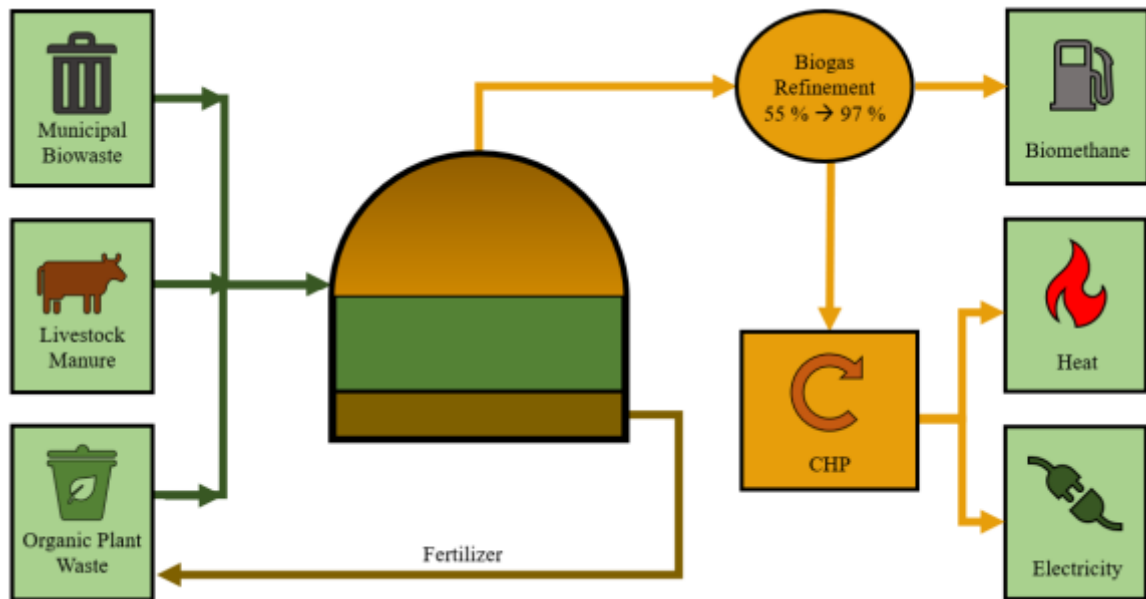 Municipal
Biowaste
Livestock
Manure
Organic Plant
Waste
Fertilizer
Biogas
Refinement
55 % → 97 %
CHP
Biomethane
Heat
Electricity